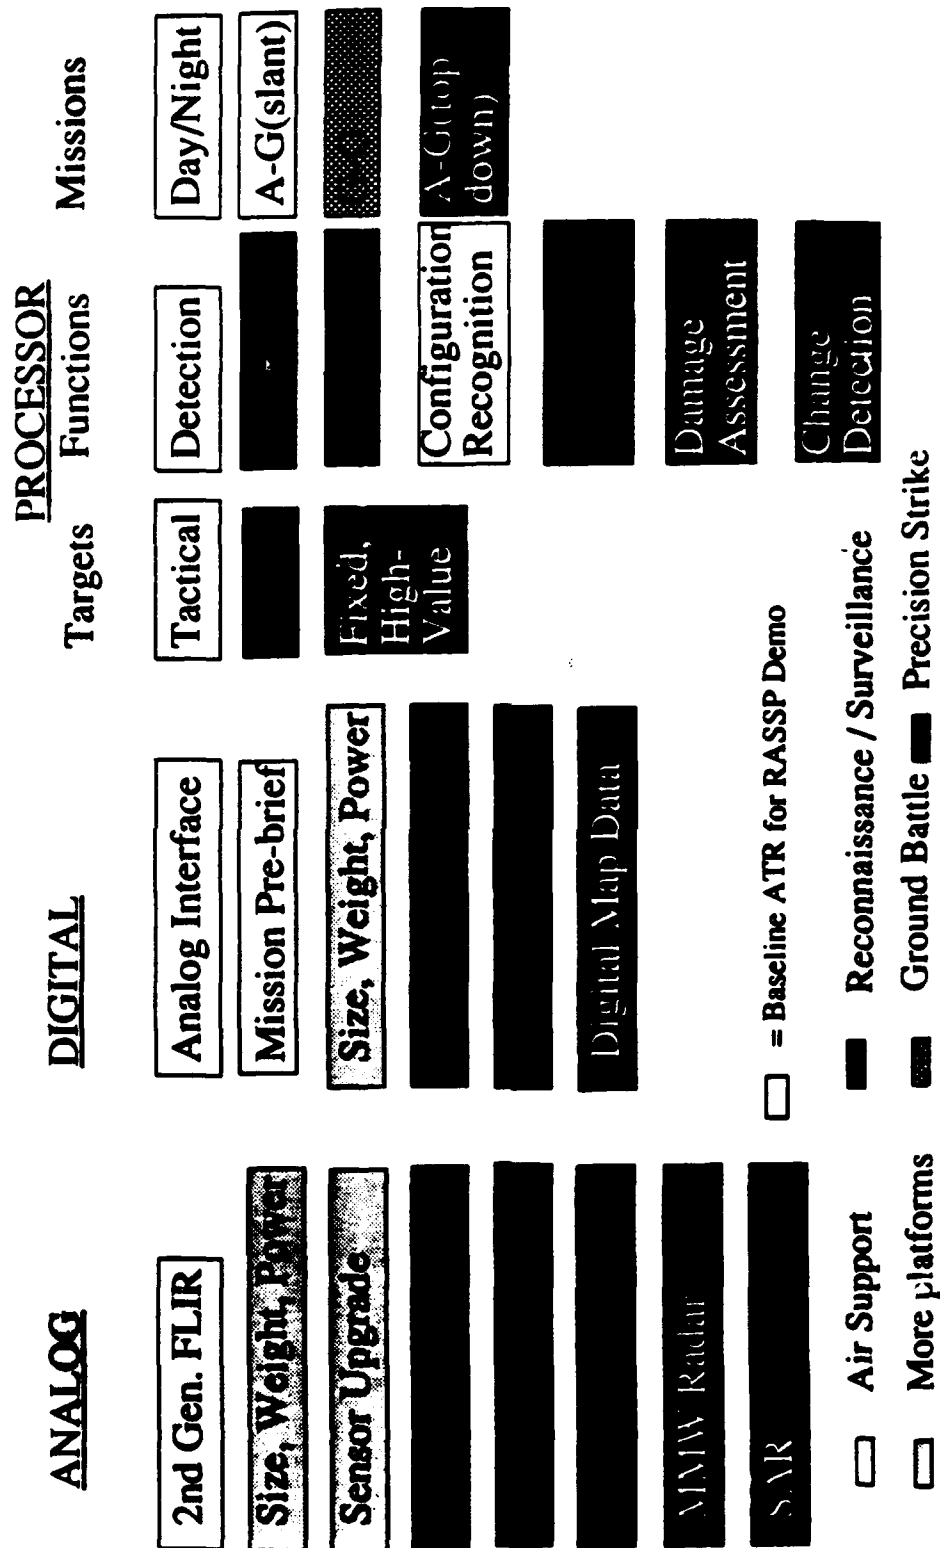 PROCESSOR
ANALOG
DIGITAL
Targets
Functions
Missions
2nd Gen. FLIR
Size, Weight, Power
Sensor Upgrade
MMW Radar
SAR
Analog Interface
Mission Pre-brief
Size, Weight, Power
Digital Map Data
Tactical
Fixed,
High-
Value
Detection
Configuration
Recognition
Damage
Assessment
Change
Detection
Day/Night
A-G(slant)
A-G(top
down)
= Baseline ATR for RASSP Demo
Air Support
Reconnaissance / Surveillance
More platforms
Ground Battle
Precision Strike